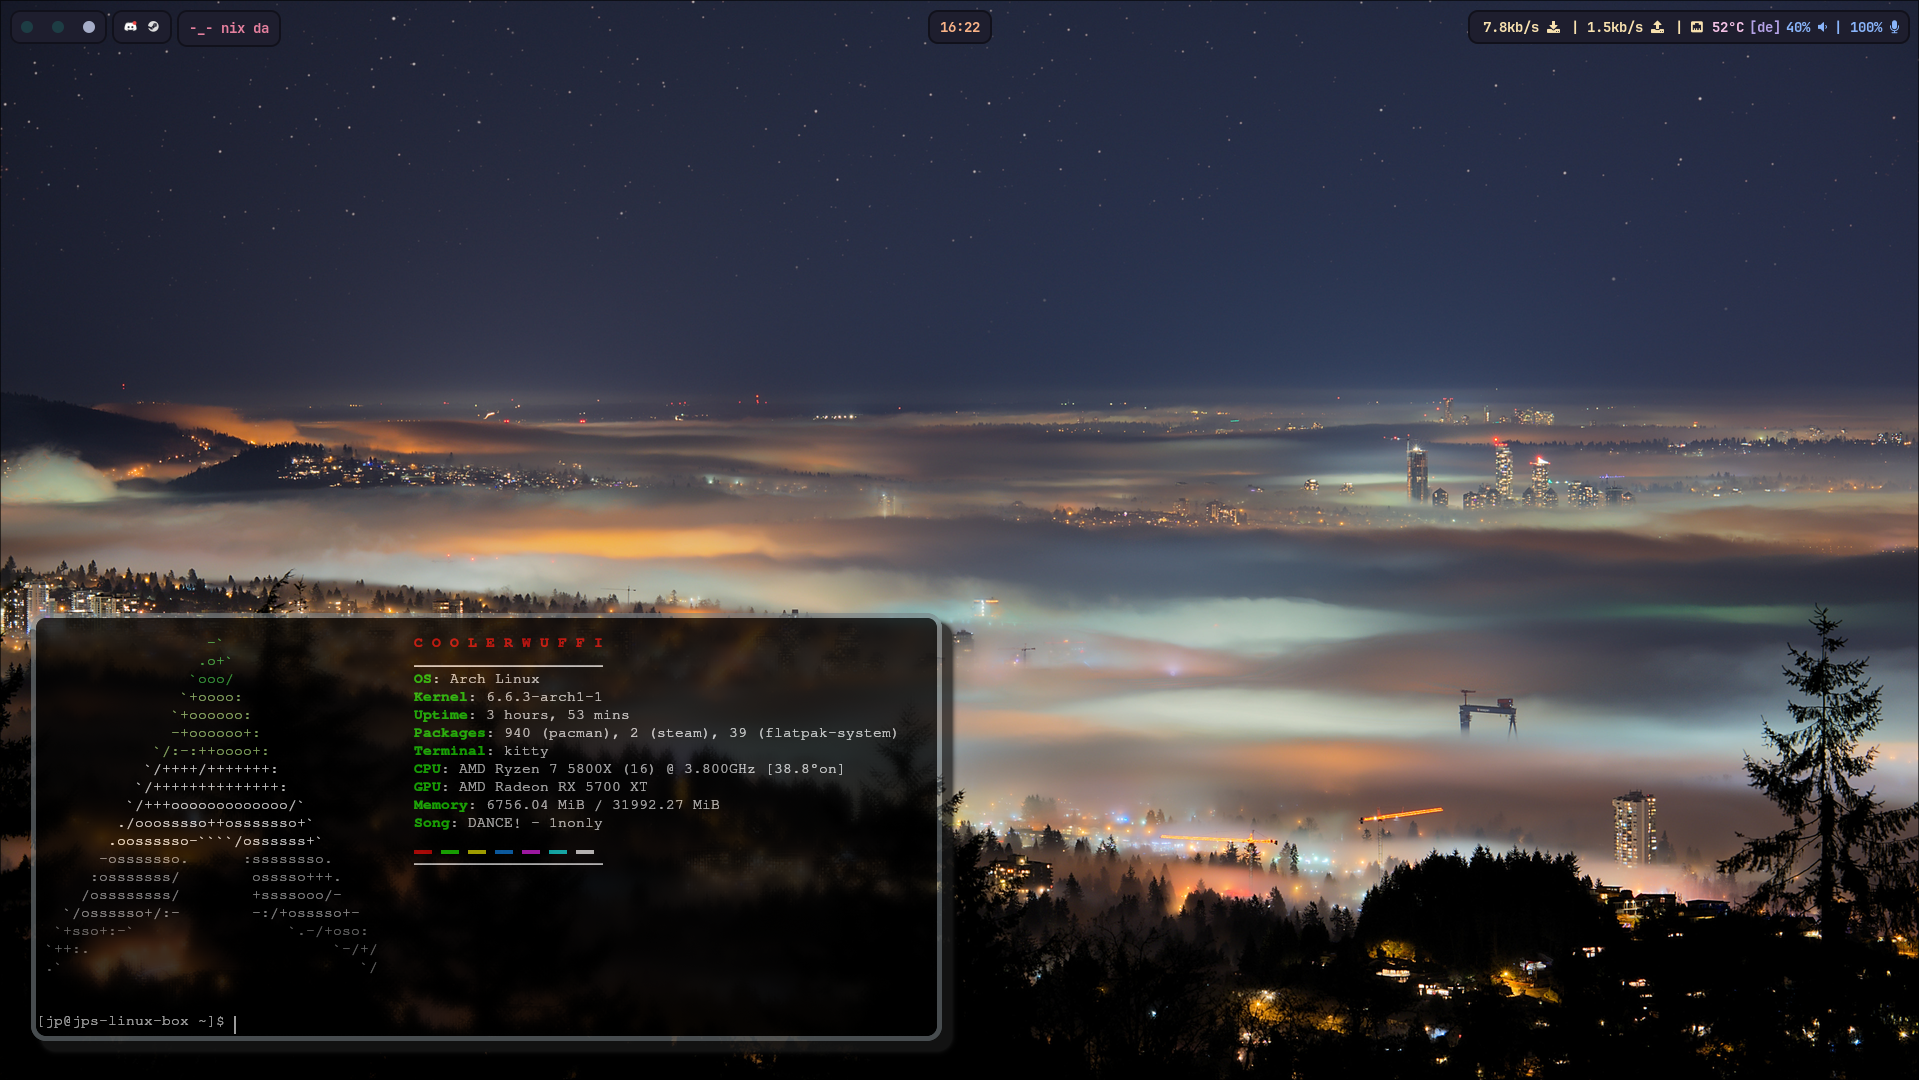 -_- nix da
16:22
7.8kb/s | 1.5kb/s | 52°C [de] 40% | 100%
-`
.o+`
`ooo/
`+oooo:
`+oooooo:
-+oooooo+:
`/:-:++oooo+:
`/++++/+++++++:
`/++++++++++++++:
`/+++ooooooooooooo/`
./ooosssso++osssssso+`
.oossssso-````/ossssss+`
-osssssso.      :ssssssso.
:osssssss/        osssso+++.
/ossssssss/        +ssssooo/-
`/ossssso+/:-        -:/+osssso+-
`+sso+:-`                 `.-/+oso:
`++:.                           `-/+/
.`                                 `/
COOLERWUFFI
OS: Arch Linux
Kernel: 6.6.3-arch1-1
Uptime: 3 hours, 53 mins
Packages: 940 (pacman), 2 (steam), 39 (flatpak-system)
Terminal: kitty
CPU: AMD Ryzen 7 5800X (16) @ 3.800GHz [38.8°on]
GPU: AMD Radeon RX 5700 XT
Memory: 6756.04 MiB / 31992.27 MiB
Song: DANCE! - 1nonly
[jp@jps-linux-box ~]$